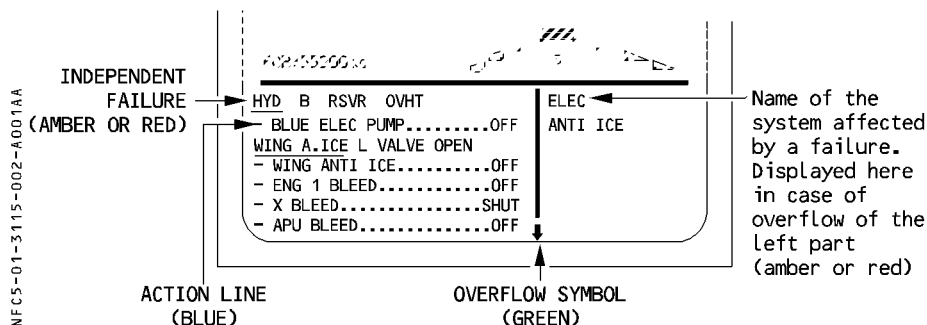 INDEPENDENT
FAILURE
(AMBER OR RED)
HYD B RSVR OVHT
BLUE ELEC PUMP.........OFF
WING A.ICE L VALVE OPEN
- WING ANTI ICE...........OFF
- ENG 1 BLEED.............OFF
- X BLEED................SHUT
- APU BLEED...............OFF
ELEC
ANTI ICE
Name of the
system affected
by a failure.
Displayed here
in case of
overflow of the
left part
(amber or red)
ACTION LINE
(BLUE)
OVERFLOW SYMBOL
(GREEN)
NFC5-01-3115-002-A001AA